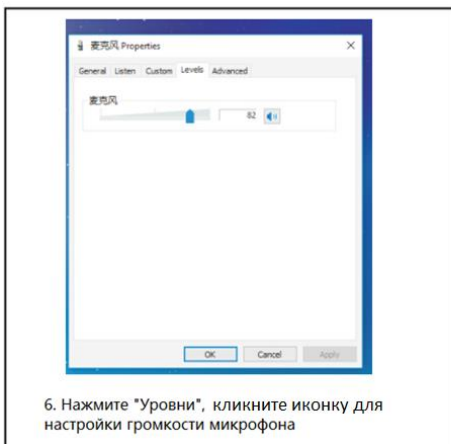 麦克风 Properties
General Listen Custom Levels Advanced
麦克风
82
OK Cancel Apply
6. Нажмите "Уровни", кликните иконку для
настройки громкости микрофона